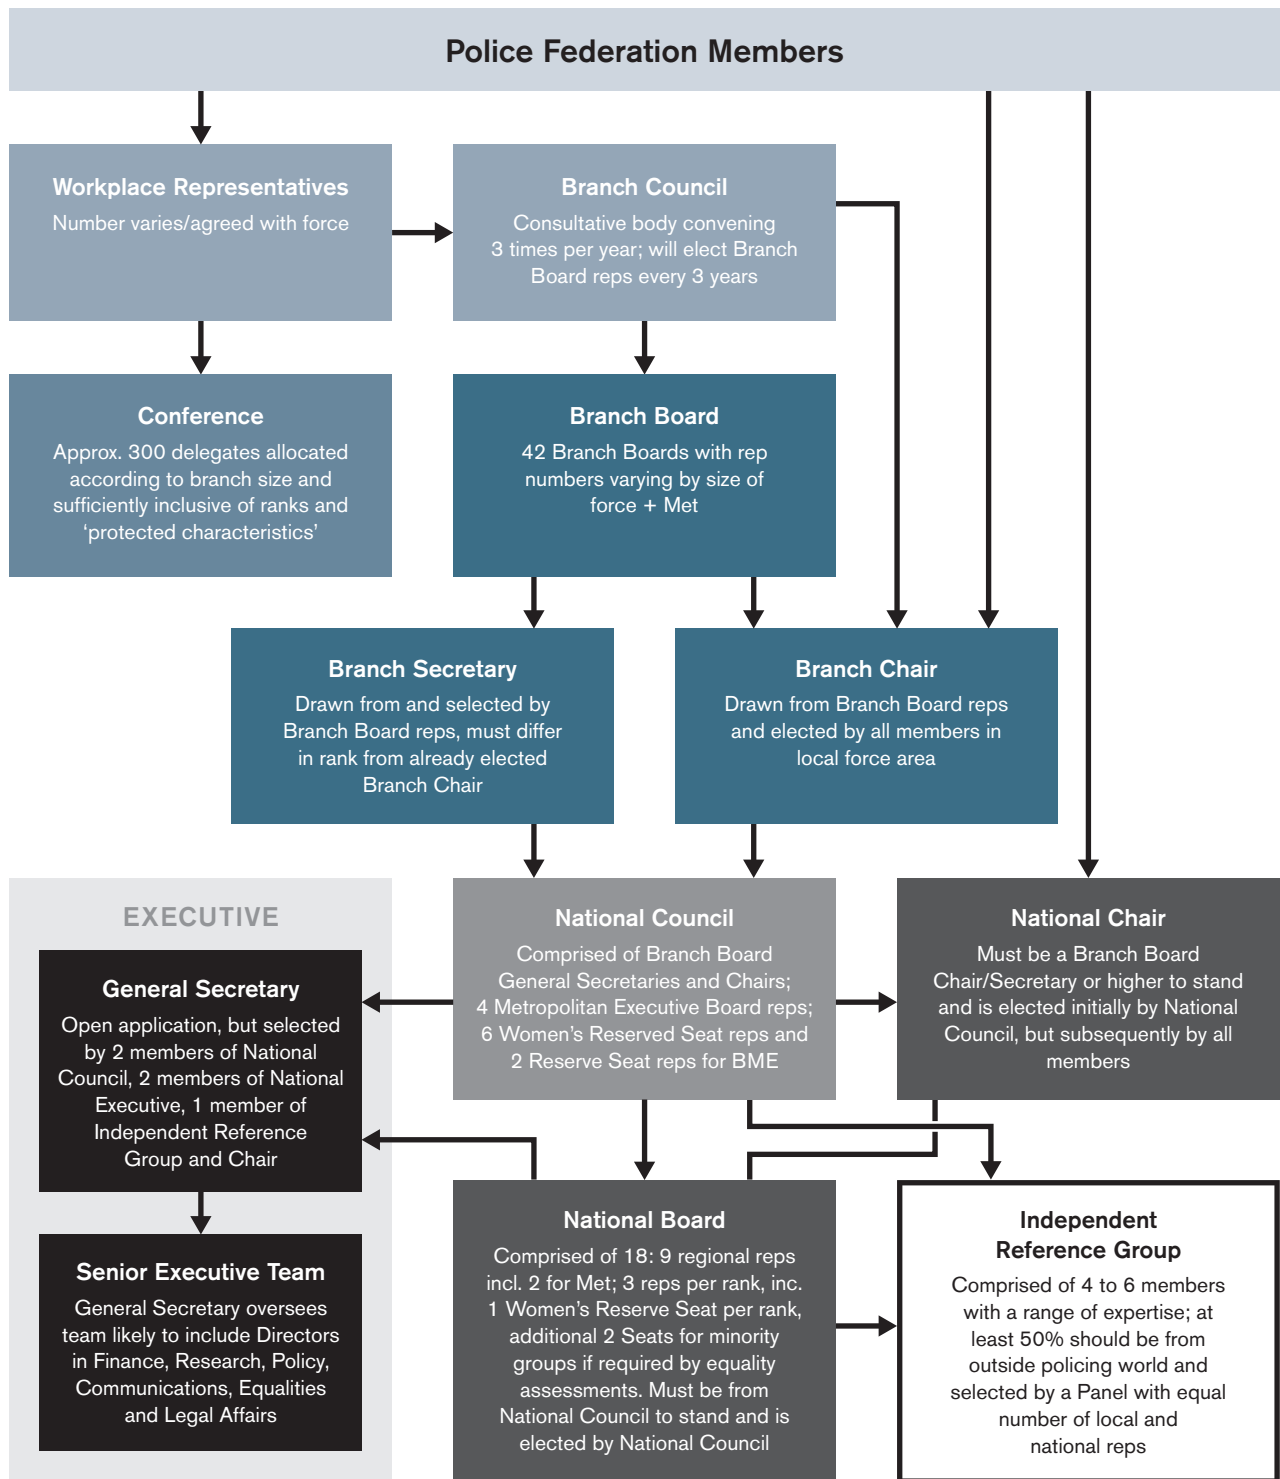 Police Federation Members
Workplace Representatives
Number varies/agreed with force
Branch Council
Consultative body convening
3 times per year; will elect Branch
Board reps every 3 years
Conference
Approx. 300 delegates allocated
according to branch size and
sufficiently inclusive of ranks and
‘protected characteristics’
Branch Board
42 Branch Boards with rep
numbers varying by size of
force + Met
Branch Secretary
Drawn from and selected by
Branch Board reps, must differ
in rank from already elected
Branch Chair
Branch Chair
Drawn from Branch Board reps
and elected by all members in
local force area
EXECUTIVE
General Secretary
Open application, but selected
by 2 members of National
Council, 2 members of National
Executive, 1 member of
Independent Reference
Group and Chair
Senior Executive Team
General Secretary oversees
team likely to include Directors
in Finance, Research, Policy,
Communications, Equalities
and Legal Affairs
National Council
Comprised of Branch Board
General Secretaries and Chairs;
4 Metropolitan Executive Board reps;
6 Women’s Reserved Seat reps and
2 Reserve Seat reps for BME
National Chair
Must be a Branch Board
Chair/Secretary or higher to stand
and is elected initially by National
Council, but subsequently by all
members
National Board
Comprised of 18: 9 regional reps
incl. 2 for Met; 3 reps per rank, inc.
1 Women’s Reserve Seat per rank,
additional 2 Seats for minority
groups if required by equality
assessments. Must be from
National Council to stand and is
elected by National Council
Independent
Reference Group
Comprised of 4 to 6 members
with a range of expertise; at
least 50% should be from
outside policing world and
selected by a Panel with equal
number of local and
national reps